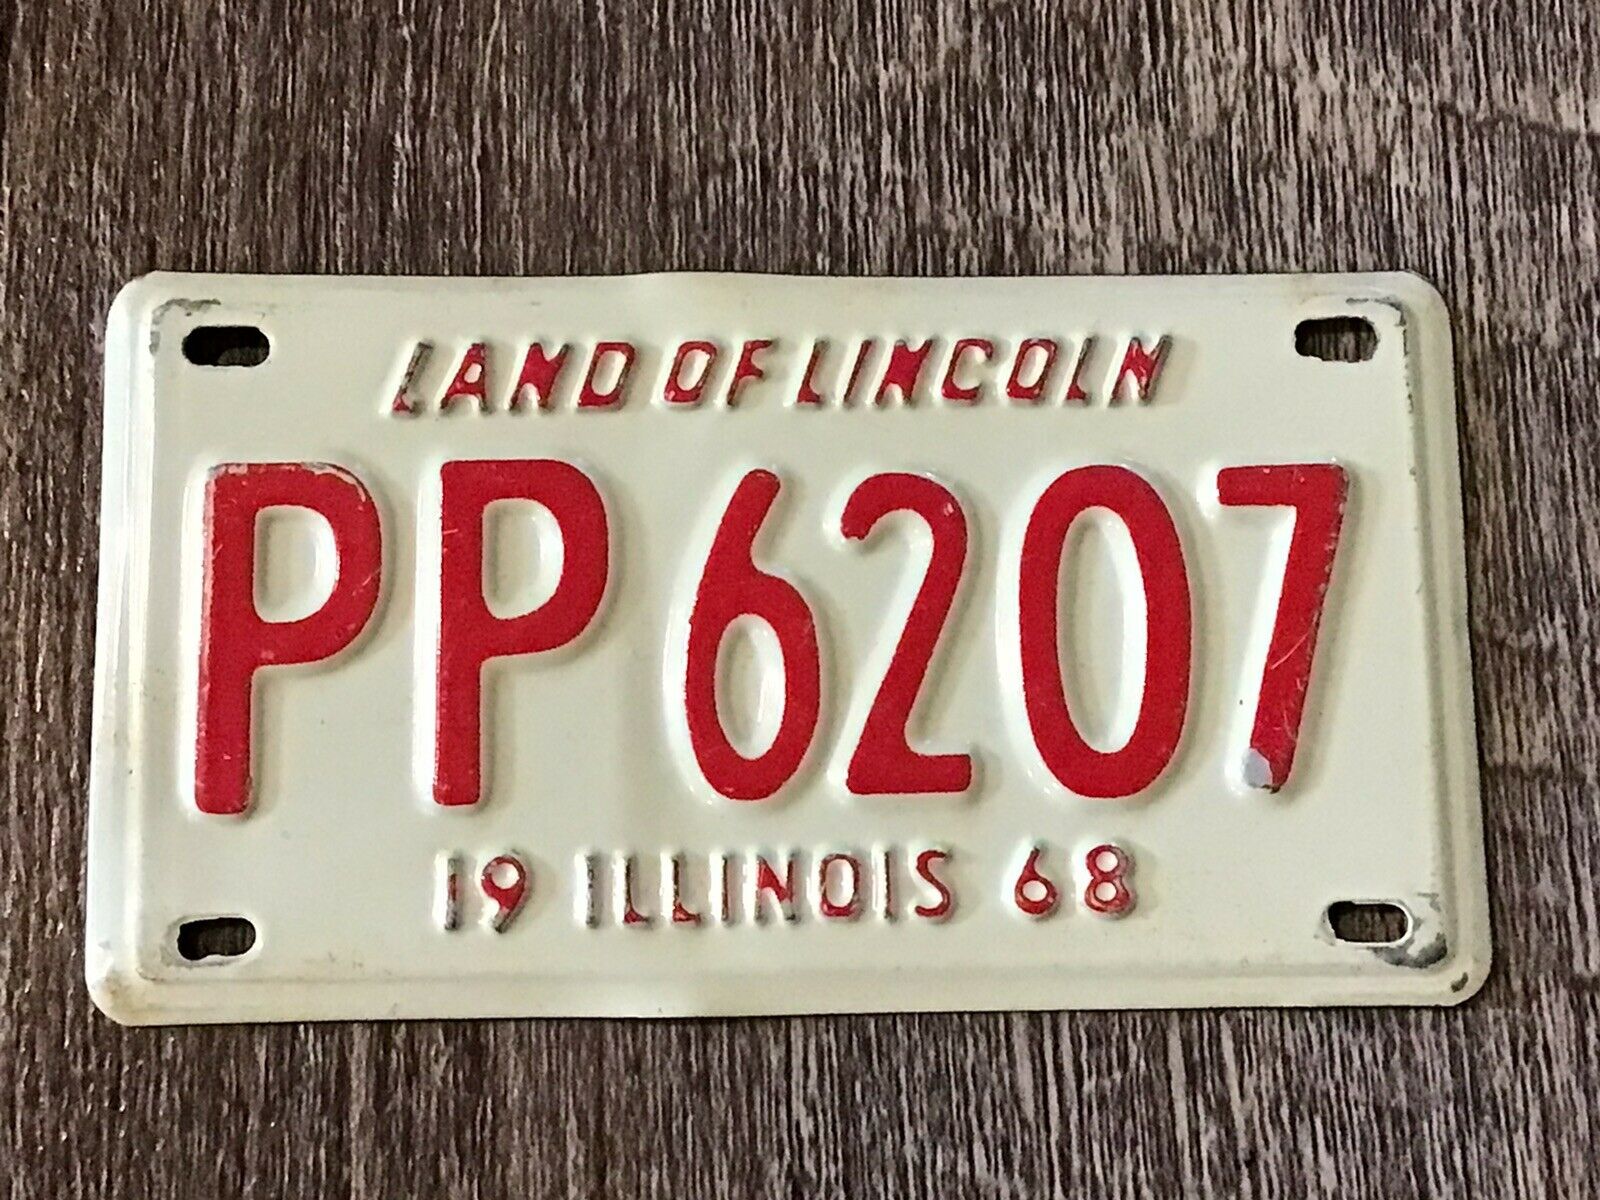 LAND OF LINCOLN
PP 6207
19 ILLINOIS 68